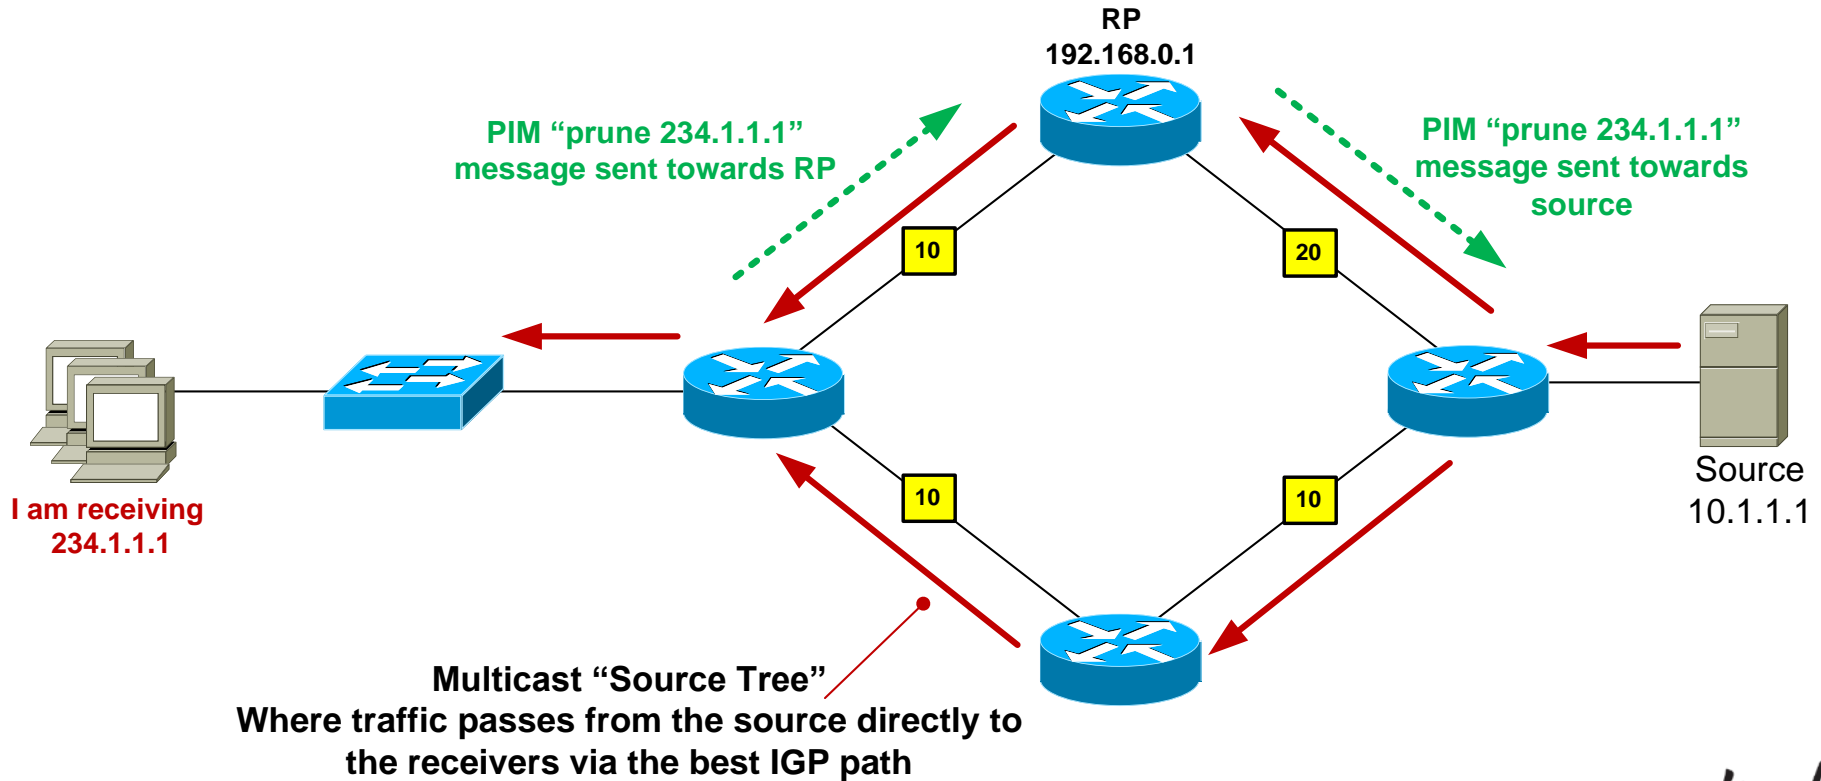 RP
192.168.0.1
PIM “prune 234.1.1.1”
message sent towards RP
PIM “prune 234.1.1.1”
message sent towards
source
10
20
I am receiving
234.1.1.1
Source
10.1.1.1
10
10
Multicast “Source Tree”
Where traffic passes from the source directly to
the receivers via the best IGP path